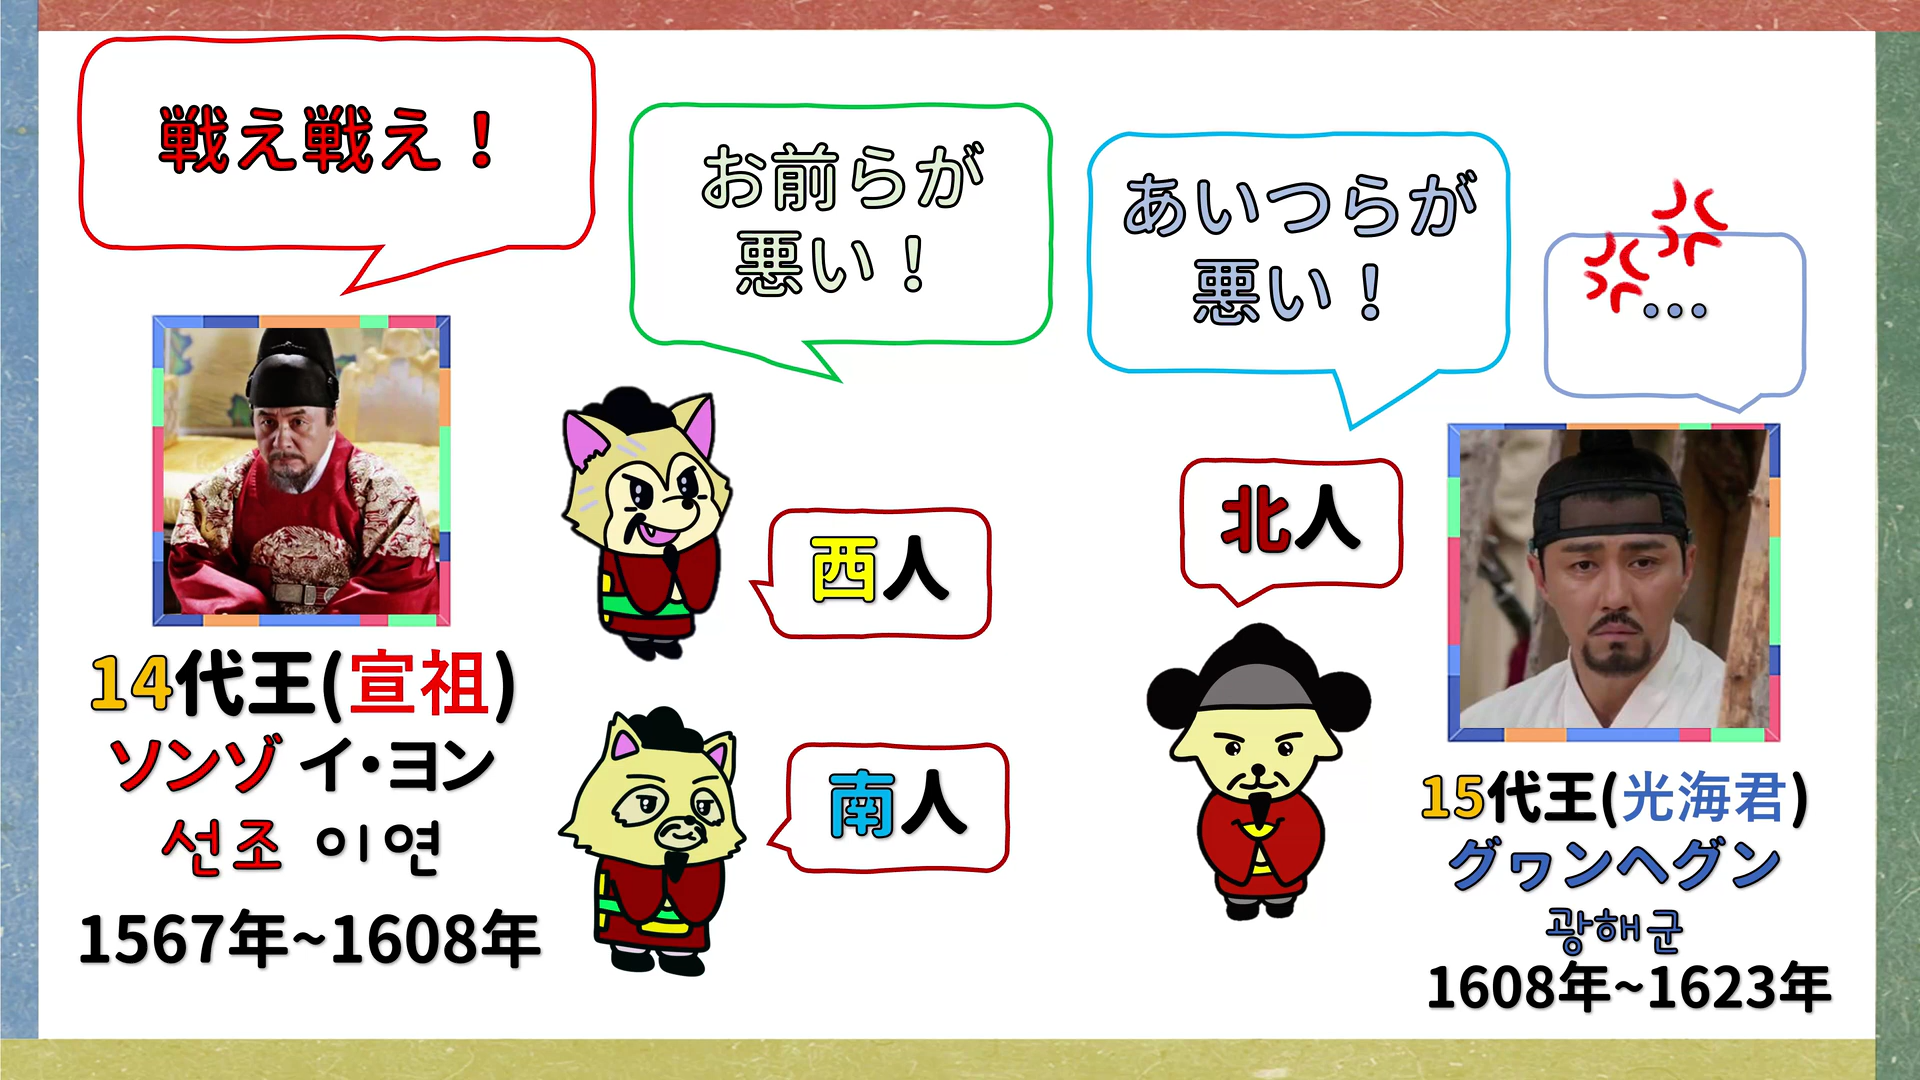 戦え戦え！
お前らが
悪い！
あいつらが
悪い！
...
西人
北人
南人
14代王(宣祖)
ソンゾ イ・ヨン
선조 이연
1567年~1608年
15代王(光海君)
グヮンヘグン
광해군
1608年~1623年